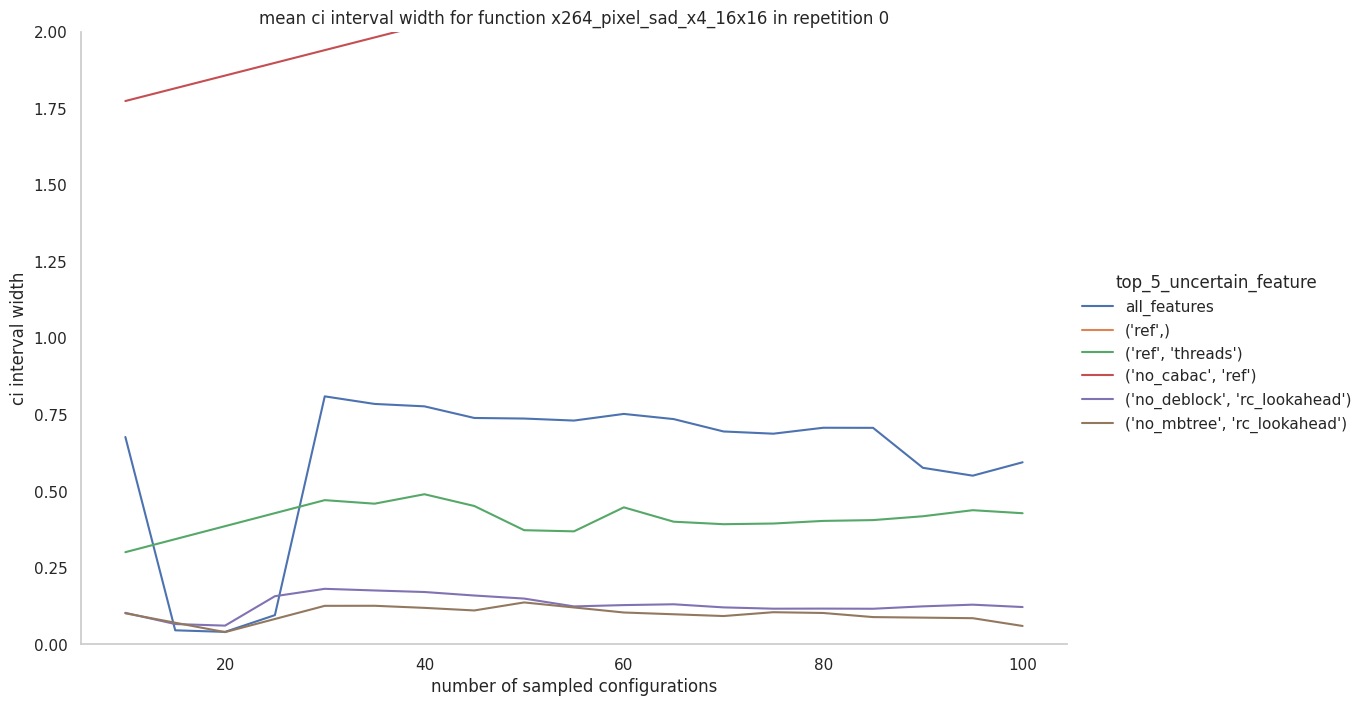 mean ci interval width for function x264_pixel_sad_x4_16x16 in repetition 0
2.00
1.75
1.50
1.25
1.00
0.75
0.50
0.25
0.00
ci interval width
20
40
60
80
100
number of sampled configurations
top_5_uncertain_feature
all_features
('ref',)
('ref', 'threads')
('no_cabac', 'ref')
('no_deblock', 'rc_lookahead')
('no_mbtree', 'rc_lookahead')